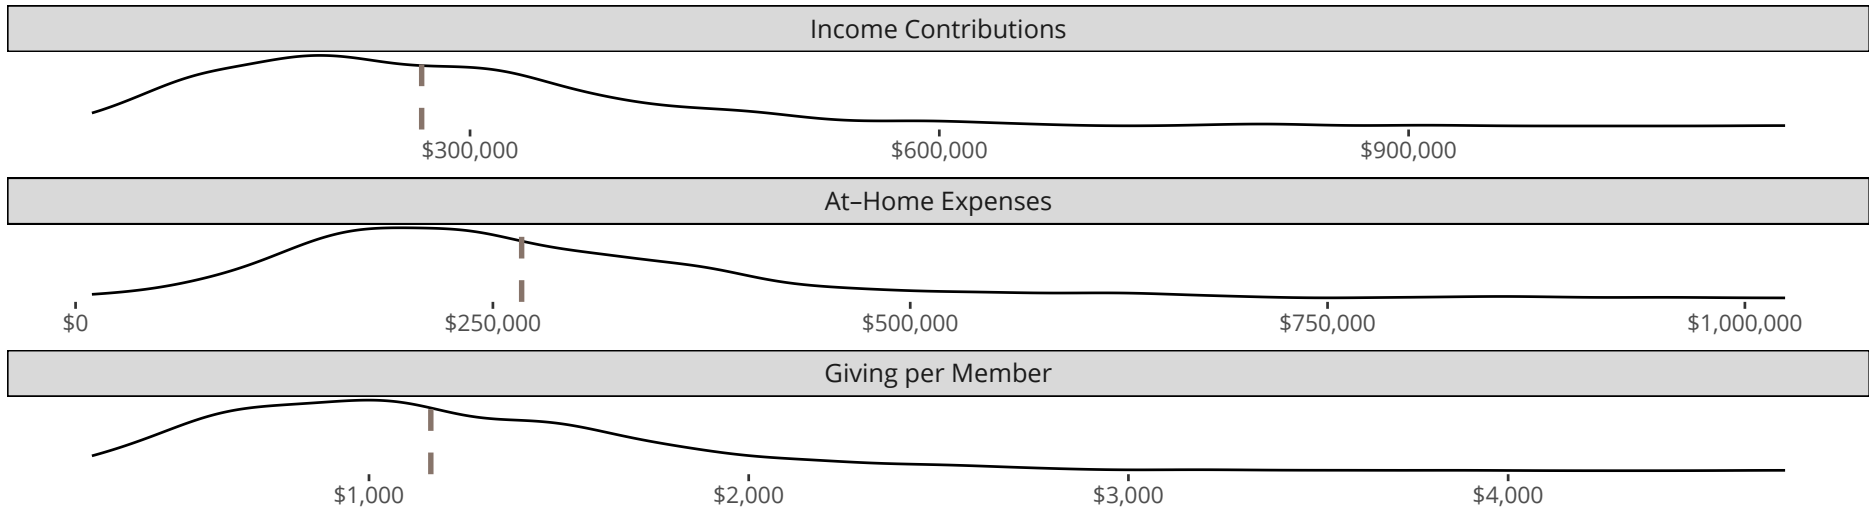 Income Contributions
$300,000 $600,000 $900,000
At–Home Expenses
$0 $250,000 $500,000 $750,000 $1,000,000
Giving per Member
$1,000 $2,000 $3,000 $4,000